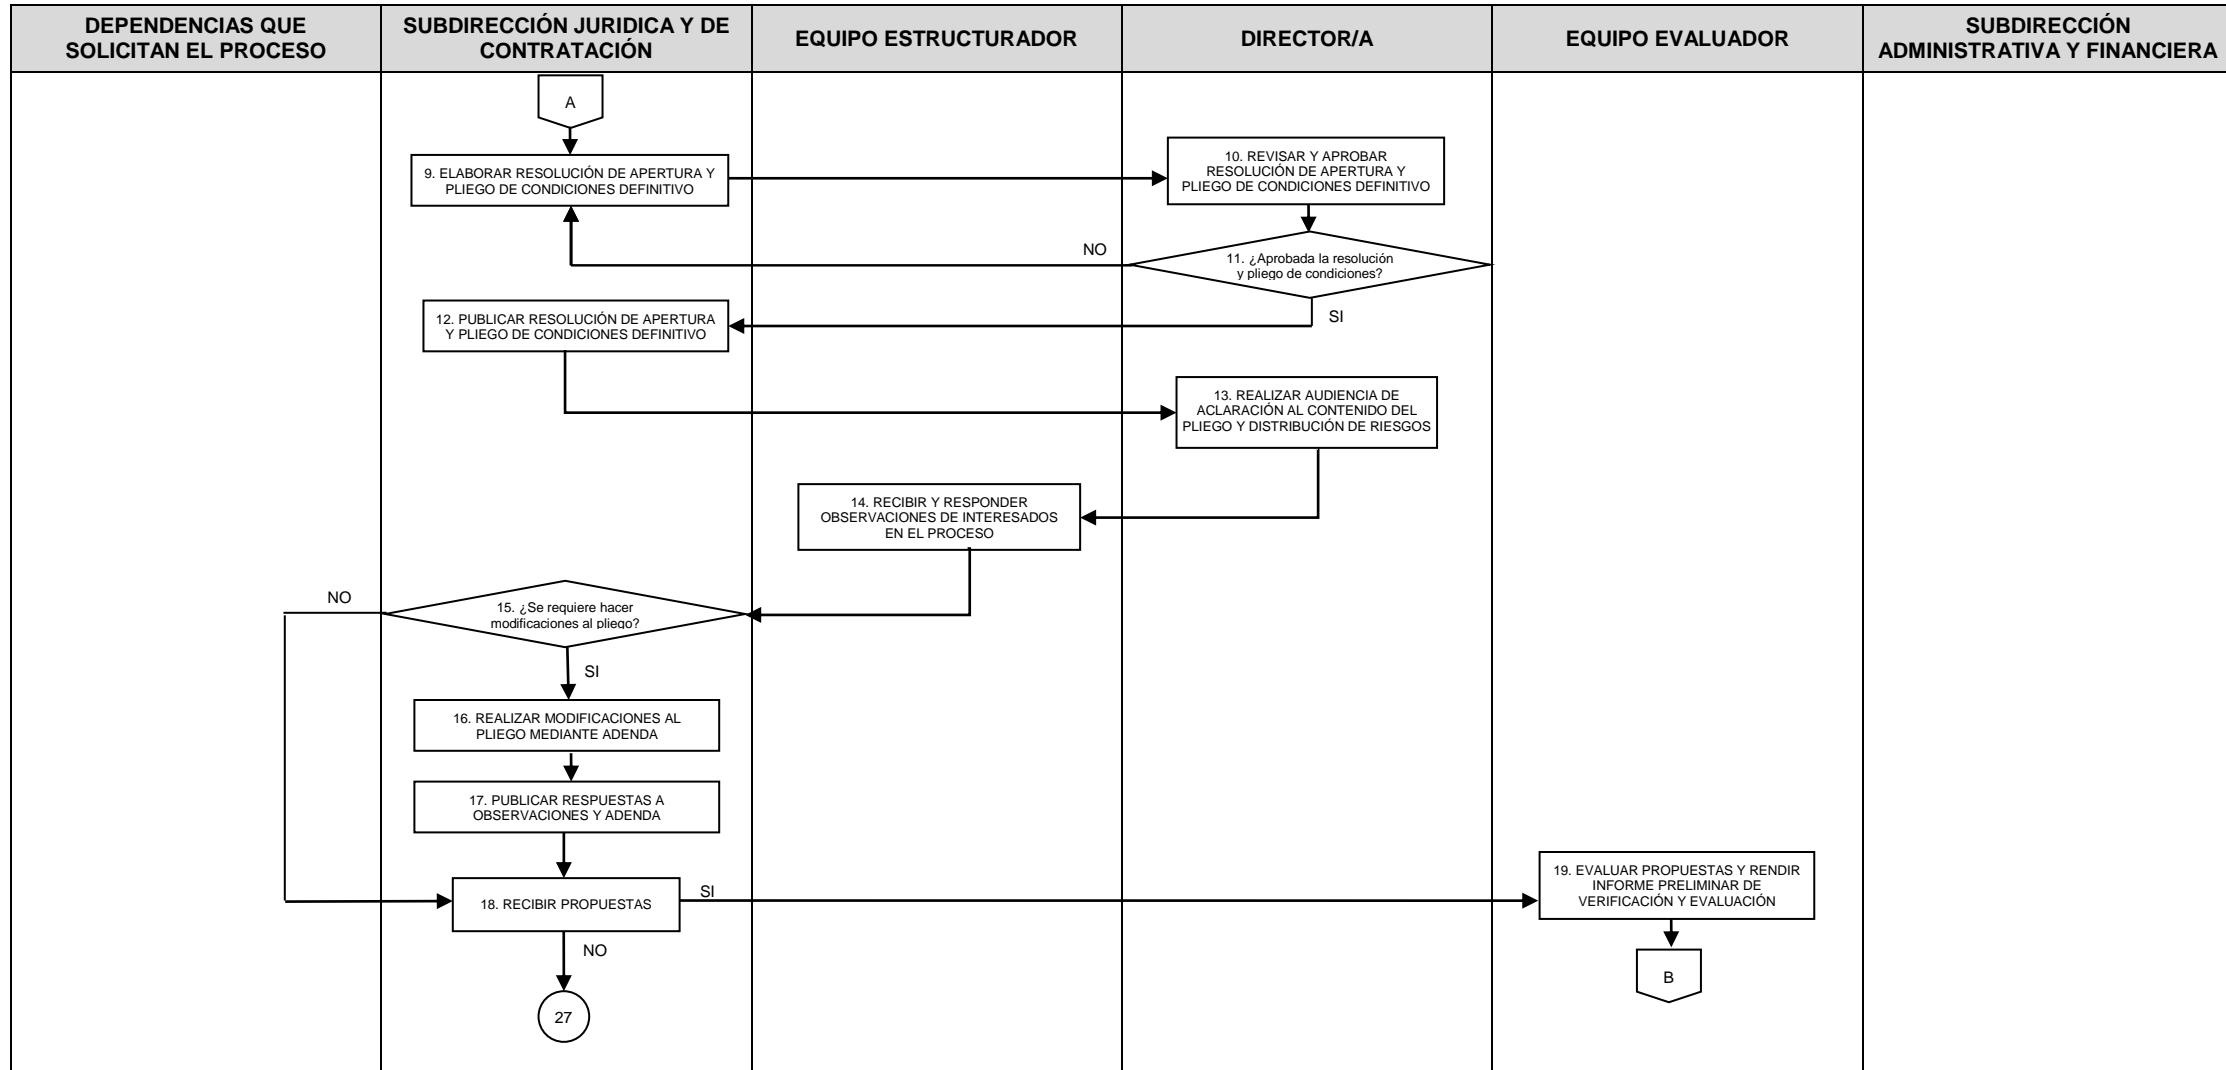 DEPENDENCIAS QUE
SOLICITAN EL PROCESO
SUBDIRECCIÓN JURIDICA Y DE
CONTRATACIÓN
EQUIPO ESTRUCTURADOR
DIRECTOR/A
EQUIPO EVALUADOR
SUBDIRECCIÓN
ADMINISTRATIVA Y FINANCIERA
A
9. ELABORAR RESOLUCIÓN DE APERTURA Y
PLIEGO DE CONDICIONES DEFINITIVO
10. REVISAR Y APROBAR
RESOLUCIÓN DE APERTURA Y
PLIEGO DE CONDICIONES DEFINITIVO
NO
11. ¿Aprobada la resolución
y pliego de condiciones?
SI
12. PUBLICAR RESOLUCIÓN DE APERTURA
Y PLIEGO DE CONDICIONES DEFINITIVO
13. REALIZAR AUDIENCIA DE
ACLARACIÓN AL CONTENIDO DEL
PLIEGO Y DISTRIBUCIÓN DE RIESGOS
14. RECIBIR Y RESPONDER
OBSERVACIONES DE INTERESADOS
EN EL PROCESO
NO
15. ¿Se requiere hacer
modificaciones al pliego?
SI
16. REALIZAR MODIFICACIONES AL
PLIEGO MEDIANTE ADENDA
17. PUBLICAR RESPUESTAS A
OBSERVACIONES Y ADENDA
18. RECIBIR PROPUESTAS
SI
19. EVALUAR PROPUESTAS Y RENDIR
INFORME PRELIMINAR DE
VERIFICACIÓN Y EVALUACIÓN
NO
B
27